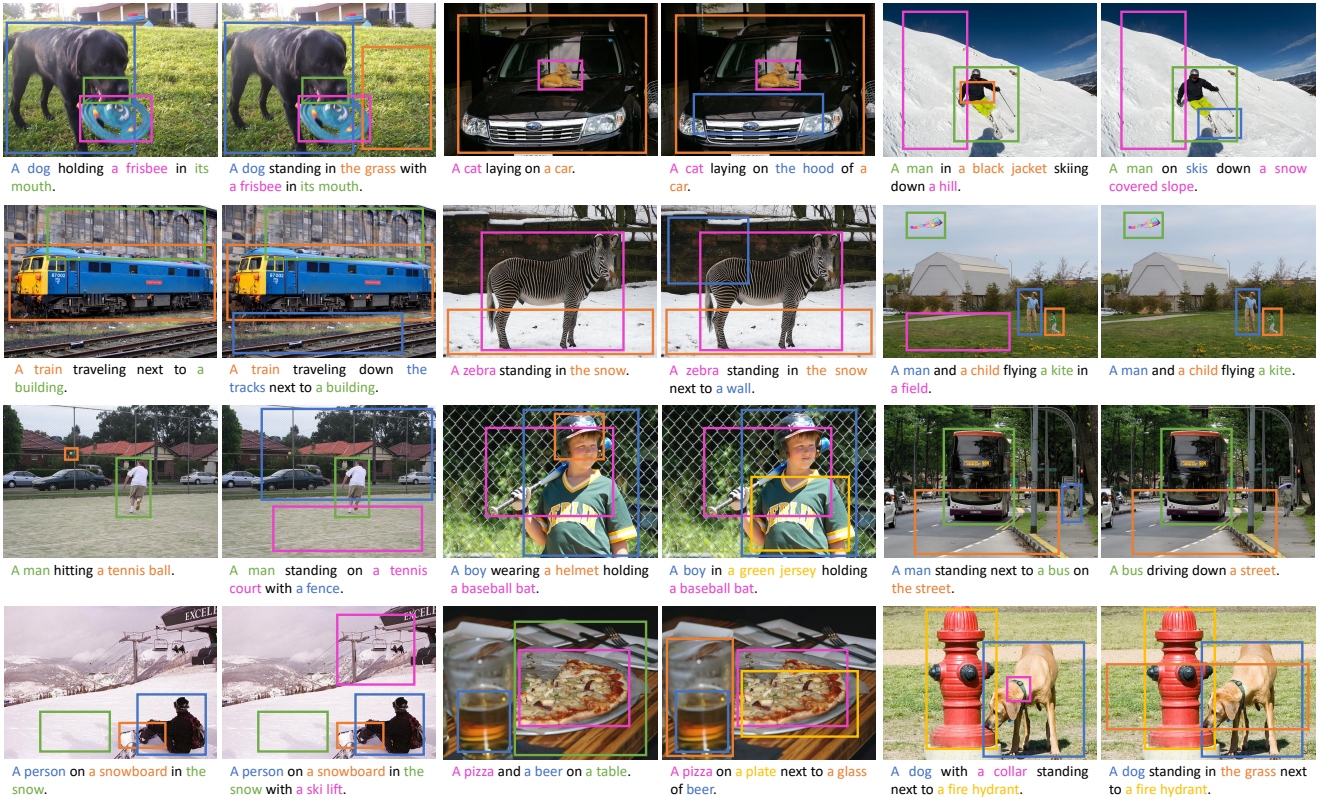 A dog holding a frisbee in its
mouth.
A dog standing in the grass with
a frisbee in its mouth.
A cat laying on a car.
A cat laying on the hood of a
car.
A man in a black jacket skiing
down a hill.
A man on skis down a snow
covered slope.
87002
A train traveling next to a
building.
87002
A train traveling down the
tracks next to a building.
A zebra standing in the snow.
A zebra standing in the snow
next to a wall.
A man and a child flying a kite in
a field.
A man and a child flying a kite.
A man hitting a tennis ball.
A man standing on a tennis
court with a fence.
A boy wearing a helmet holding
a baseball bat.
A boy in a green jersey holding
a baseball bat.
A man standing next to a bus on
the street.
A bus driving down a street.
EXCELL
A person on a snowboard in the
snow.
EXCELL
A person on a snowboard in the
snow with a ski lift.
A pizza and a beer on a table.
A pizza on a plate next to a glass
of beer.
A dog with a collar standing
next to a fire hydrant.
A dog standing in the grass next
to a fire hydrant.